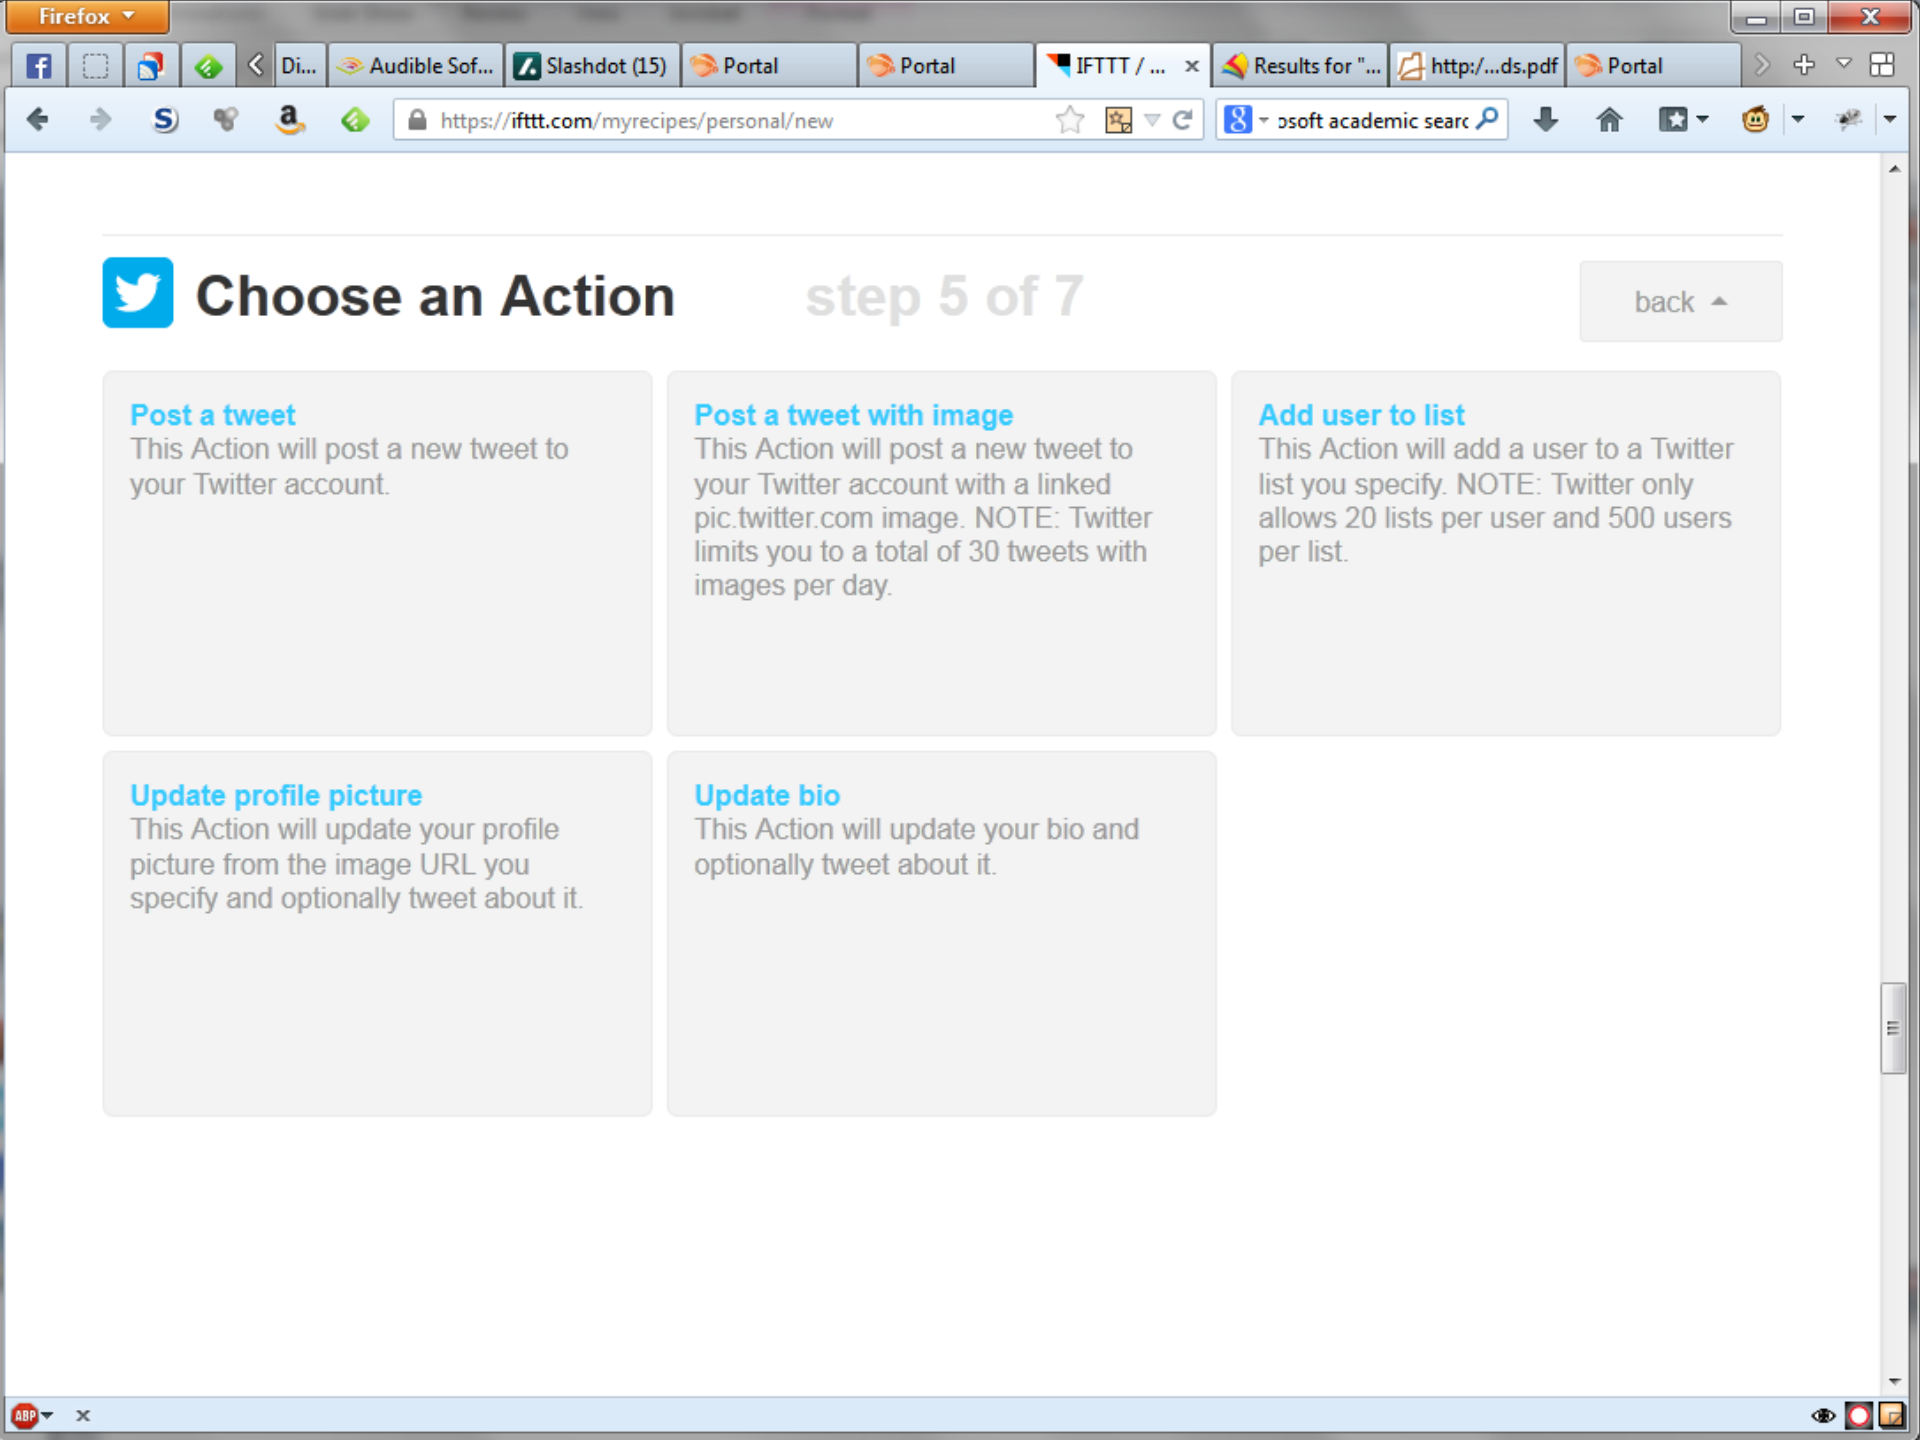 Firefox
Di...
Audible Sof...
Slashdot (15)
Portal
Portal
IFTTT / ...
Results for "...
http:/...ds.pdf
Portal
https://ifttt.com/myrecipes/personal/new
osoft academic searc
Choose an Action
step 5 of 7
back
Post a tweet
This Action will post a new tweet to
your Twitter account.
Post a tweet with image
This Action will post a new tweet to
your Twitter account with a linked
pic.twitter.com image. NOTE: Twitter
limits you to a total of 30 tweets with
images per day.
Add user to list
This Action will add a user to a Twitter
list you specify. NOTE: Twitter only
allows 20 lists per user and 500 users
per list.
Update profile picture
This Action will update your profile
picture from the image URL you
specify and optionally tweet about it.
Update bio
This Action will update your bio and
optionally tweet about it.
ABP